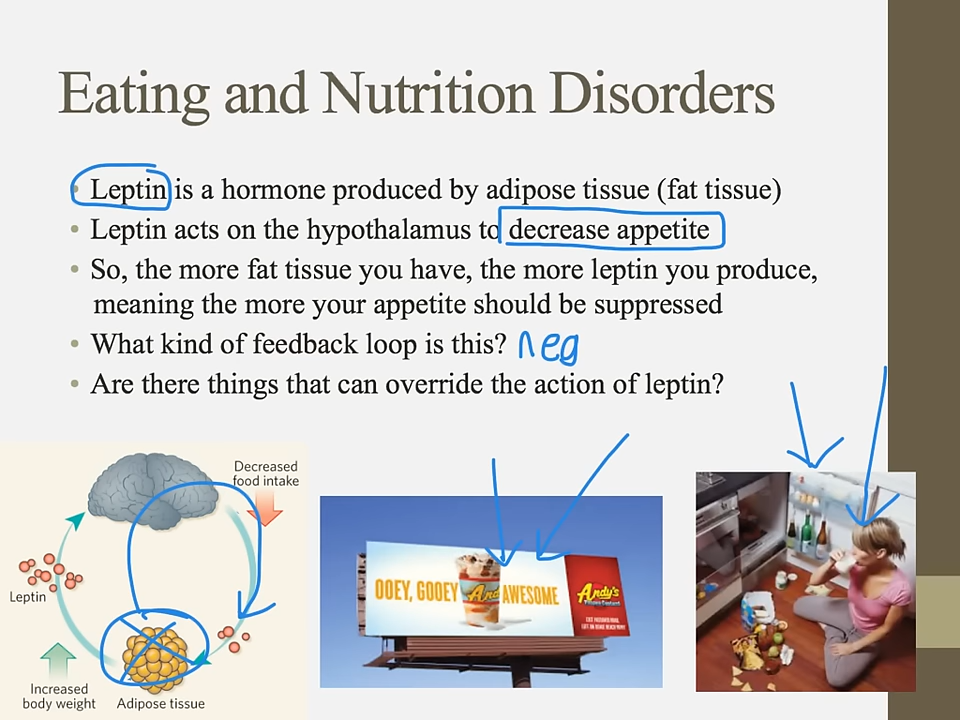 Eating and Nutrition Disorders
• Leptin is a hormone produced by adipose tissue (fat tissue)
• Leptin acts on the hypothalamus to decrease appetite
• So, the more fat tissue you have, the more leptin you produce,
meaning the more your appetite should be suppressed
• What kind of feedback loop is this? neg
• Are there things that can override the action of leptin?
Decreased
food intake
Leptin
Increased
body weight
Adipose tissue
OOEY, GOOEY AWESOME
Andy's
Frozen Custard